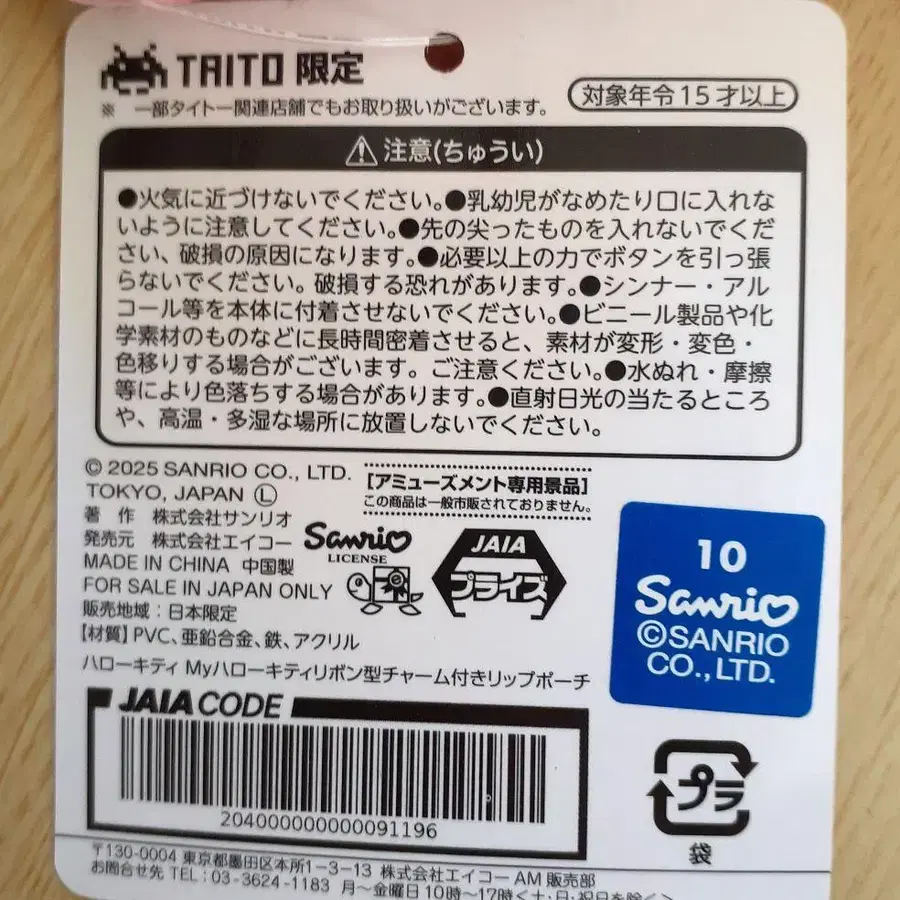 TAITO 限定
※ 一部タイトー関連店舗でもお取り扱いがございます。
対象年令15才以上
注意(ちゅうい)
●火気に近づけないでください。●乳幼児がなめたり口に入れな
いように注意してください。●先の尖ったものを入れないでくだ
さい、破損の原因になります。●必要以上の力でボタンを引っ張
らないでください。破損する恐れがあります。●シンナー・アル
コール等を本体に付着させないでください。●ビニール製品や化
学素材のものなどに長時間密着させると、素材が変形・変色・
色移りする場合がございます。ご注意ください。●水ぬれ・摩擦
等により色落ちする場合があります。●直射日光の当たるところ
や、高温・多湿な場所に放置しないでください。
© 2025 SANRIO CO., LTD.
TOKYO, JAPAN Ⓛ
著 作 株式会社サンリオ
発売元 株式会社エイコー
MADE IN CHINA 中国製
FOR SALE IN JAPAN ONLY
販売地域：日本限定
【材質】PVC、亜鉛合金、鉄、アクリル
ハローキティ Myハローキティリボン型チャーム付きリップポーチ
[アミューズメント専用景品]
この商品は一般市販されておりません。
Sanrio
LICENSE
JAIA
プライズ
10
Sanrio
©SANRIO
CO.,LTD.
JAIA CODE
2040000000000091196
プラ
袋
〒130-0004 東京都墨田区本所1-3-13 株式会社エイコー AM 販売部
お問合せ先 TEL：03-3624-1183 月〜金曜日10時〜17時<土・日・祝日を除く>